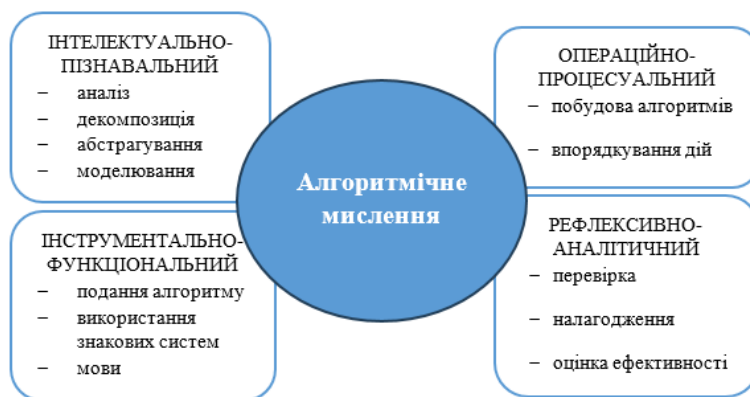 ІНТЕЛЕКТУАЛЬНО-
ПІЗНАВАЛЬНИЙ
– аналіз
– декомпозиція
– абстрагування
– моделювання
ОПЕРАЦІЙНО-
ПРОЦЕСУАЛЬНИЙ
– побудова алгоритмів
– впорядкування дій
Алгоритмічне
мислення
ІНСТРУМЕНТАЛЬНО-
ФУНКЦІОНАЛЬНИЙ
– подання алгоритму
– використання
знакових систем
– мови
РЕФЛЕКСИВНО-
АНАЛІТИЧНИЙ
– перевірка
– налагодження
– оцінка ефективності